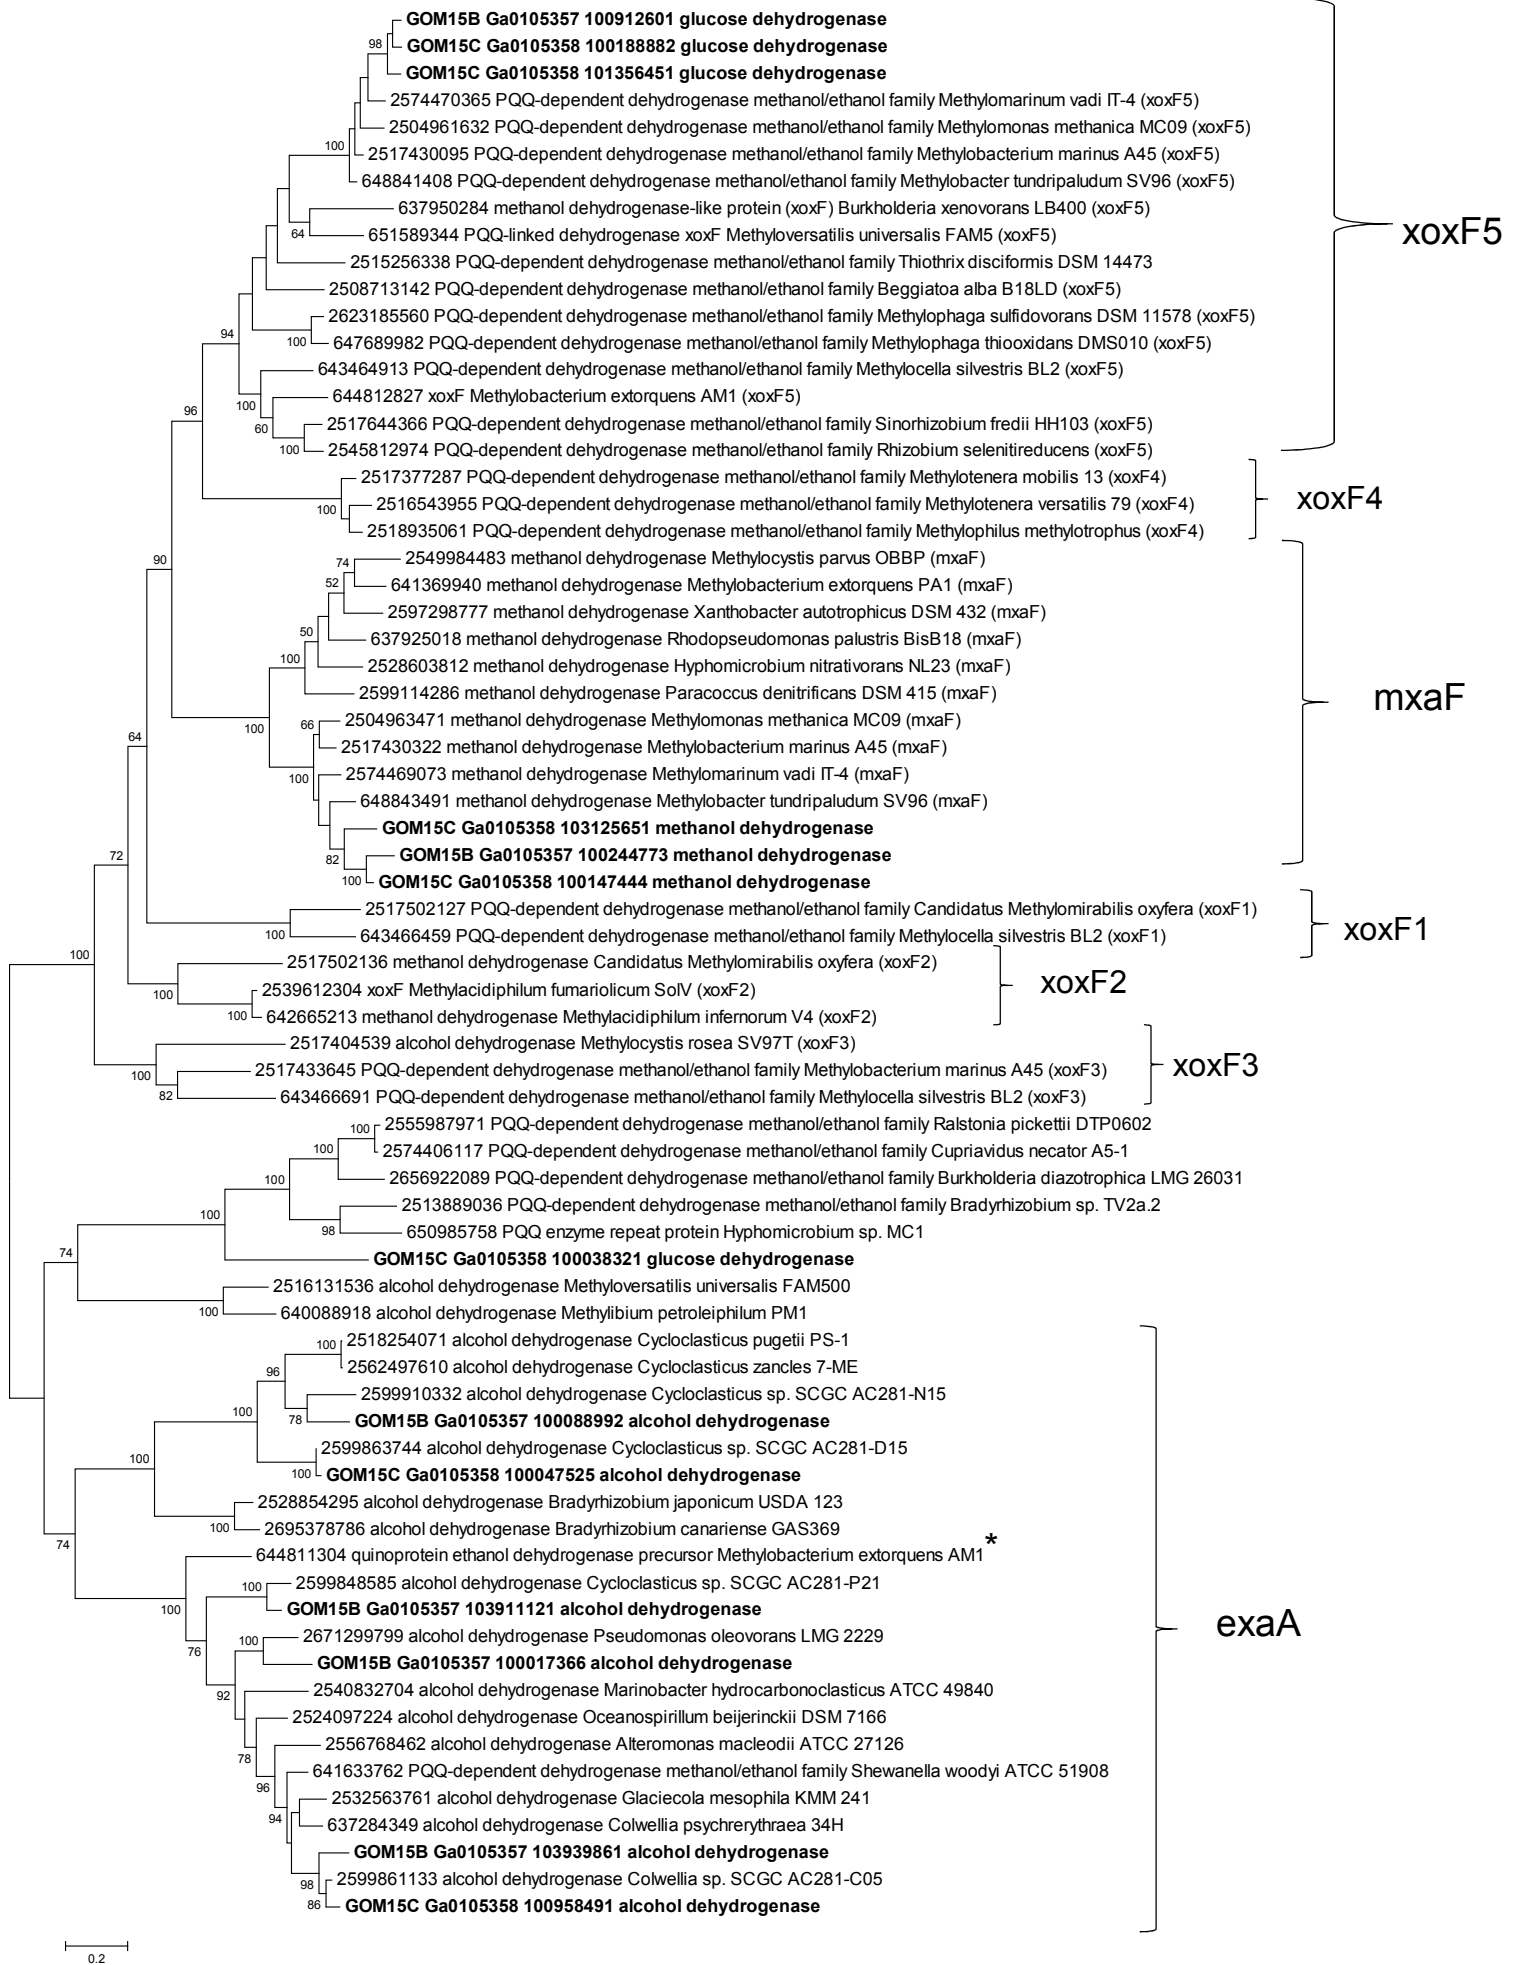 GOM15B Ga0105357 100912601 glucose dehydrogenase
98
GOM15C Ga0105358 100188882 glucose dehydrogenase
GOM15C Ga0105358 101356451 glucose dehydrogenase
2574470365 PQQ-dependent dehydrogenase methanol/ethanol family Methylomarinum vadi IT-4 (xoxF5)
2504961632 PQQ-dependent dehydrogenase methanol/ethanol family Methylomonas methanica MC09 (xoxF5)
100
2517430095 PQQ-dependent dehydrogenase methanol/ethanol family Methylobacterium marinus A45 (xoxF5)
648841408 PQQ-dependent dehydrogenase methanol/ethanol family Methylobacter tundripaludum SV96 (xoxF5)
637950284 methanol dehydrogenase-like protein (xoxF) Burkholderia xenovorans LB400 (xoxF5)
xoxF5
64
651589344 PQQ-linked dehydrogenase xoxF Methyloversatilis universalis FAM5 (xoxF5)
2515256338 PQQ-dependent dehydrogenase methanol/ethanol family Thiothrix disciformis DSM 14473
2508713142 PQQ-dependent dehydrogenase methanol/ethanol family Beggiatoa alba B18LD (xoxF5)
2623185560 PQQ-dependent dehydrogenase methanol/ethanol family Methylophaga sulfidovorans DSM 11578 (xoxF5)
94
100
647689982 PQQ-dependent dehydrogenase methanol/ethanol family Methylophaga thiooxidans DMS010 (xoxF5)
643464913 PQQ-dependent dehydrogenase methanol/ethanol family Methylocella silvestris BL2 (xoxF5)
100
644812827 xoxF Methylobacterium extorquens AM1 (xoxF5)
96
60
2517644366 PQQ-dependent dehydrogenase methanol/ethanol family Sinorhizobium fredii HH103 (xoxF5)
100
2545812974 PQQ-dependent dehydrogenase methanol/ethanol family Rhizobium selenitireducens (xoxF5)
2517377287 PQQ-dependent dehydrogenase methanol/ethanol family Methylotenera mobilis 13 (xoxF4)
xoxF4
100
2516543955 PQQ-dependent dehydrogenase methanol/ethanol family Methylotenera versatilis 79 (xoxF4)
2518935061 PQQ-dependent dehydrogenase methanol/ethanol family Methylophilus methylotrophus (xoxF4)
90
74
2549984483 methanol dehydrogenase Methylocystis parvus OBBP (mxaF)
52
641369940 methanol dehydrogenase Methylobacterium extorquens PA1 (mxaF)
2597298777 methanol dehydrogenase Xanthobacter autotrophicus DSM 432 (mxaF)
50
637925018 methanol dehydrogenase Rhodopseudomonas palustris BisB18 (mxaF)
100
2528603812 methanol dehydrogenase Hyphomicrobium nitrativorans NL23 (mxaF)
2599114286 methanol dehydrogenase Paracoccus denitrificans DSM 415 (mxaF)
mxaF
100
66
2504963471 methanol dehydrogenase Methylomonas methanica MC09 (mxaF)
64
2517430322 methanol dehydrogenase Methylobacterium marinus A45 (mxaF)
100
2574469073 methanol dehydrogenase Methylomarinum vadi IT-4 (mxaF)
648843491 methanol dehydrogenase Methylobacter tundripaludum SV96 (mxaF)
GOM15C Ga0105358 103125651 methanol dehydrogenase
72
82
GOM15B Ga0105357 100244773 methanol dehydrogenase
100
GOM15C Ga0105358 100147444 methanol dehydrogenase
2517502127 PQQ-dependent dehydrogenase methanol/ethanol family Candidatus Methylomirabilis oxyfera (xoxF1)
xoxF1
100
643466459 PQQ-dependent dehydrogenase methanol/ethanol family Methylocella silvestris BL2 (xoxF1)
100
2517502136 methanol dehydrogenase Candidatus Methylomirabilis oxyfera (xoxF2)
xoxF2
100
2539612304 xoxF Methylacidiphilum fumariolicum SolV (xoxF2)
100
642665213 methanol dehydrogenase Methylacidiphilum infernorum V4 (xoxF2)
2517404539 alcohol dehydrogenase Methylocystis rosea SV97T (xoxF3)
xoxF3
100
2517433645 PQQ-dependent dehydrogenase methanol/ethanol family Methylobacterium marinus A45 (xoxF3)
82
643466691 PQQ-dependent dehydrogenase methanol/ethanol family Methylocella silvestris BL2 (xoxF3)
100
2555987971 PQQ-dependent dehydrogenase methanol/ethanol family Ralstonia pickettii DTP0602
100
2574406117 PQQ-dependent dehydrogenase methanol/ethanol family Cupriavidus necator A5-1
100
2656922089 PQQ-dependent dehydrogenase methanol/ethanol family Burkholderia diazotrophica LMG 26031
100
2513889036 PQQ-dependent dehydrogenase methanol/ethanol family Bradyrhizobium sp. TV2a.2
98
650985758 PQQ enzyme repeat protein Hyphomicrobium sp. MC1
74
GOM15C Ga0105358 100038321 glucose dehydrogenase
2516131536 alcohol dehydrogenase Methyloversatilis universalis FAM500
100
640088918 alcohol dehydrogenase Methylibium petroleiphilum PM1
100
2518254071 alcohol dehydrogenase Cycloclasticus pugetii PS-1
96
2562497610 alcohol dehydrogenase Cycloclasticus zancles 7-ME
2599910332 alcohol dehydrogenase Cycloclasticus sp. SCGC AC281-N15
100
78
GOM15B Ga0105357 100088992 alcohol dehydrogenase
2599863744 alcohol dehydrogenase Cycloclasticus sp. SCGC AC281-D15
100
100
GOM15C Ga0105358 100047525 alcohol dehydrogenase
2528854295 alcohol dehydrogenase Bradyrhizobium japonicum USDA 123
100
2695378786 alcohol dehydrogenase Bradyrhizobium canariense GAS369
74
644811304 quinoprotein ethanol dehydrogenase precursor Methylobacterium extorquens AM1*
100
2599848585 alcohol dehydrogenase Cycloclasticus sp. SCGC AC281-P21
100
GOM15B Ga0105357 103911121 alcohol dehydrogenase
exaA
76
100
2671299799 alcohol dehydrogenase Pseudomonas oleovorans LMG 2229
GOM15B Ga0105357 100017366 alcohol dehydrogenase
92
2540832704 alcohol dehydrogenase Marinobacter hydrocarbonoclasticus ATCC 49840
2524097224 alcohol dehydrogenase Oceanospirillum beijerinckii DSM 7166
78
2556768462 alcohol dehydrogenase Alteromonas macleodii ATCC 27126
96
641633762 PQQ-dependent dehydrogenase methanol/ethanol family Shewanella woodyi ATCC 51908
94
2532563761 alcohol dehydrogenase Glaciecola mesophila KMM 241
637284349 alcohol dehydrogenase Colwellia psychrerythraea 34H
GOM15B Ga0105357 103939861 alcohol dehydrogenase
98
2599861133 alcohol dehydrogenase Colwellia sp. SCGC AC281-C05
86
GOM15C Ga0105358 100958491 alcohol dehydrogenase
0.2